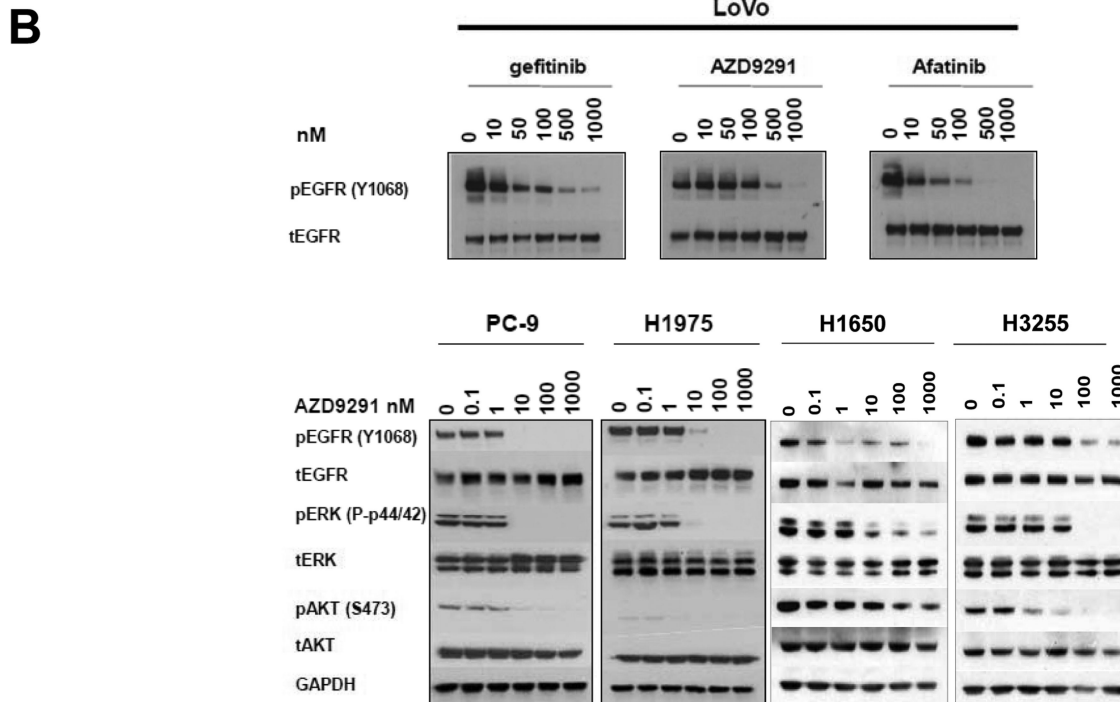 B
LoVo
gefitinib AZD9291 Afatinib
nM 0 10 50 100 500 1000 0 10 50 100 500 1000 0 10 50 100 500 1000
pEGFR (Y1068)
tEGFR
PC-9 H1975 H1650 H3255
AZD9291 nM 0 0.1 1 10 100 1000 0 0.1 1 10 100 1000 0 0.1 1 10 100 1000 0 0.1 1 10 100 1000
pEGFR (Y1068)
tEGFR
pERK (P-p44/42)
tERK
pAKT (S473)
tAKT
GAPDH